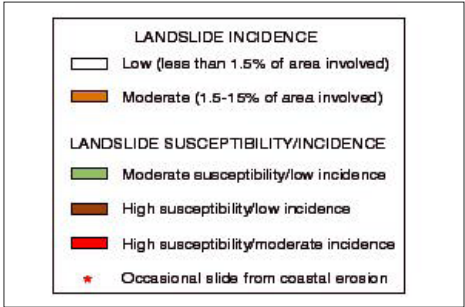 LANDSLIDE INCIDENCE
Low (less than 1.5% of area involved)
Moderate (1.5-15% of area involved)
LANDSLIDE SUSCEPTIBILITY/INCIDENCE
Moderate susceptibility/low incidence
High susceptibility/low incidence
High susceptibility/moderate incidence
Occasional slide from coastal erosion